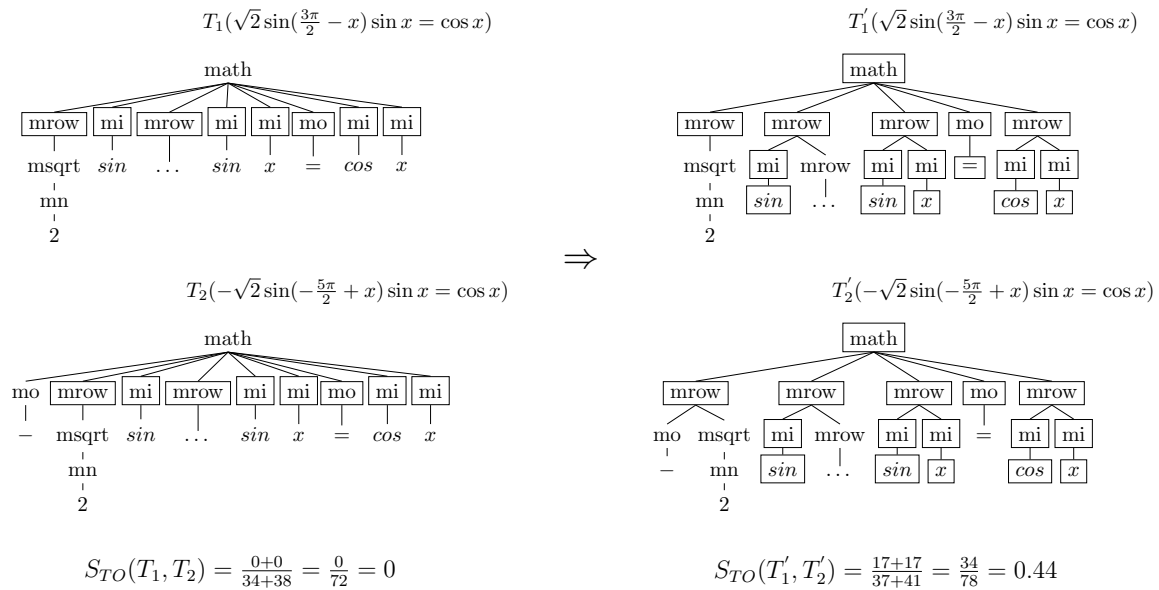 T₁(√2 sin(3π/2 − x) sin x = cos x)
math
mrow mi mrow mi mi mo mi mi
msqrt sin … sin x = cos x
mn
2
T₂(−√2 sin(−5π/2 + x) sin x = cos x)
math
mo mrow mi mrow mi mi mo mi mi
− msqrt sin … sin x = cos x
mn
2
S_TO(T₁, T₂) = (0+0)/(34+38) = 0/72 = 0
⇒
T₁′(√2 sin(3π/2 − x) sin x = cos x)
math
mrow mrow mrow mo mrow
msqrt mi mrow mi mi = mi mi
mn sin … sin x cos x
2
T₂′(−√2 sin(−5π/2 + x) sin x = cos x)
math
mrow mrow mrow mo mrow
mo msqrt mi mrow mi mi = mi mi
− mn sin … sin x cos x
2
S_TO(T₁′, T₂′) = (17+17)/(37+41) = 34/78 = 0.44